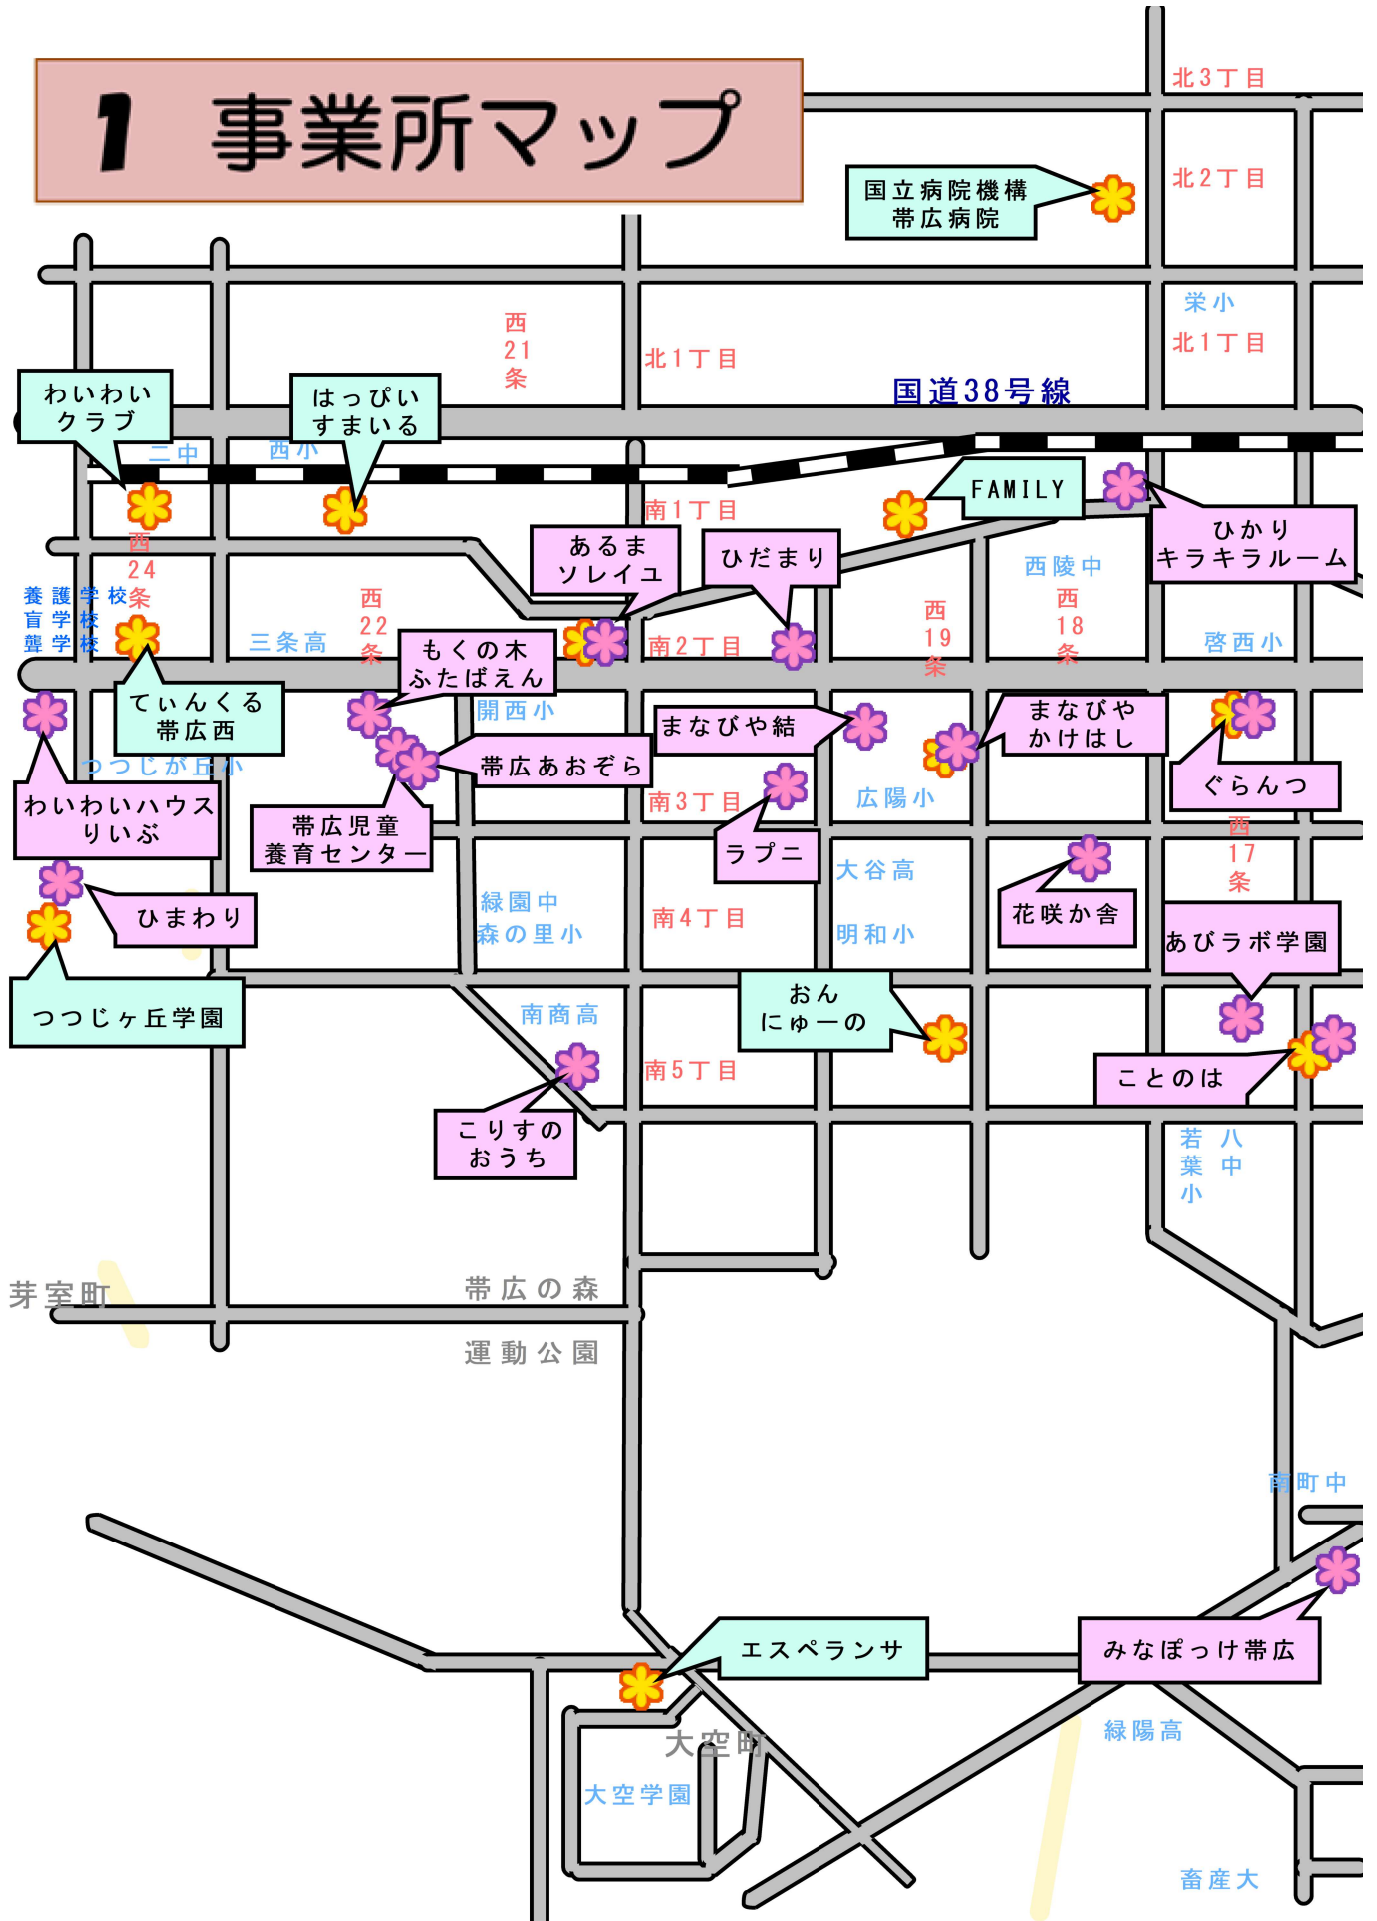 1 事業所マップ
北3丁目
国立病院機構
帯広病院
北2丁目
栄小
西
21
条
北1丁目
北1丁目
国道38号線
わいわい
クラブ
はっぴい
すまいる
二中
西小
FAMILY
南1丁目
ひかり
キラキラルーム
あるま
ソレイユ
ひだまり
西
24
条
西陵中
養護学校
盲学校
聾学校
西
22
条
西
19
条
西
18
条
三条高
もくの木
ふたばえん
南2丁目
啓西小
てぃんくる
帯広西
開西小
まなびや結
まなびや
かけはし
つつじが丘小
帯広あおぞら
ぐらんつ
わいわいハウス
りいぶ
帯広児童
養育センター
南3丁目
広陽小
ラプニ
西
17
条
大谷高
ひまわり
緑園中
森の里小
南4丁目
明和小
花咲か舎
あびラボ学園
つつじヶ丘学園
南商高
おん
にゅーの
南5丁目
ことのは
こりすの
おうち
若葉小
八中
芽室町
帯広の森
運動公園
南町中
エスペランサ
みなぽっけ帯広
大空町
緑陽高
大空学園
畜産大